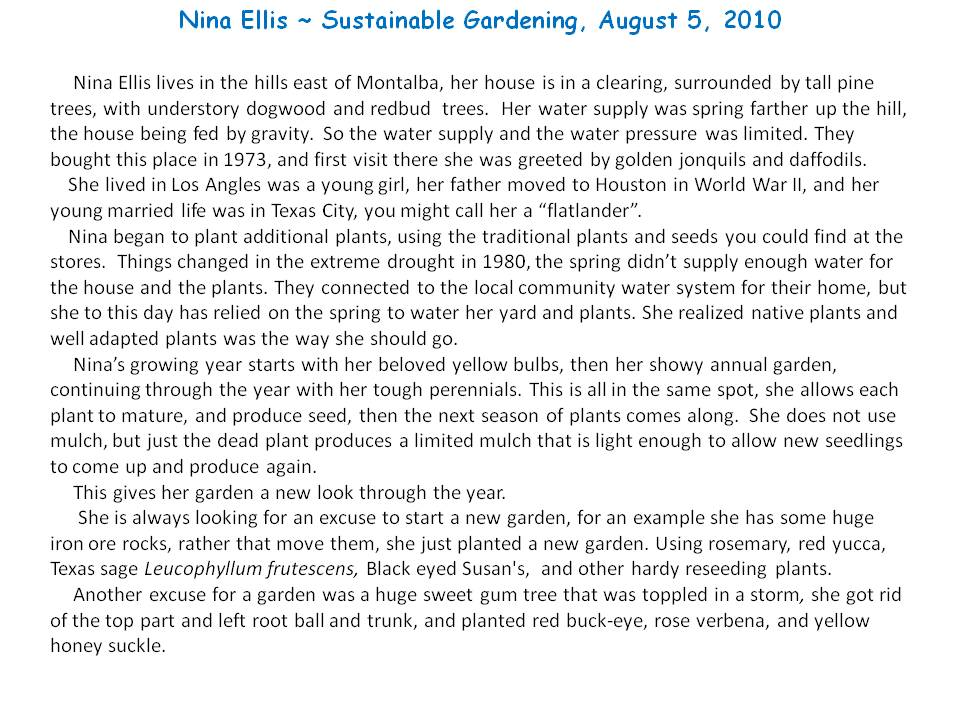 Nina Ellis ~ Sustainable Gardening, August 5, 2010
Nina Ellis lives in the hills east of Montalba, her house is in a clearing, surrounded by tall pine
trees, with understory dogwood and redbud trees. Her water supply was spring farther up the hill,
the house being fed by gravity. So the water supply and the water pressure was limited. They
bought this place in 1973, and first visit there she was greeted by golden jonquils and daffodils.
She lived in Los Angles was a young girl, her father moved to Houston in World War II, and her
young married life was in Texas City, you might call her a “flatlander”.
Nina began to plant additional plants, using the traditional plants and seeds you could find at the
stores. Things changed in the extreme drought in 1980, the spring didn’t supply enough water for
the house and the plants. They connected to the local community water system for their home, but
she to this day has relied on the spring to water her yard and plants. She realized native plants and
well adapted plants was the way she should go.
Nina’s growing year starts with her beloved yellow bulbs, then her showy annual garden,
continuing through the year with her tough perennials. This is all in the same spot, she allows each
plant to mature, and produce seed, then the next season of plants comes along. She does not use
mulch, but just the dead plant produces a limited mulch that is light enough to allow new seedlings
to come up and produce again.
This gives her garden a new look through the year.
She is always looking for an excuse to start a new garden, for an example she has some huge
iron ore rocks, rather that move them, she just planted a new garden. Using rosemary, red yucca,
Texas sage Leucophyllum frutescens, Black eyed Susan's, and other hardy reseeding plants.
Another excuse for a garden was a huge sweet gum tree that was toppled in a storm, she got rid
of the top part and left root ball and trunk, and planted red buck-eye, rose verbena, and yellow
honey suckle.